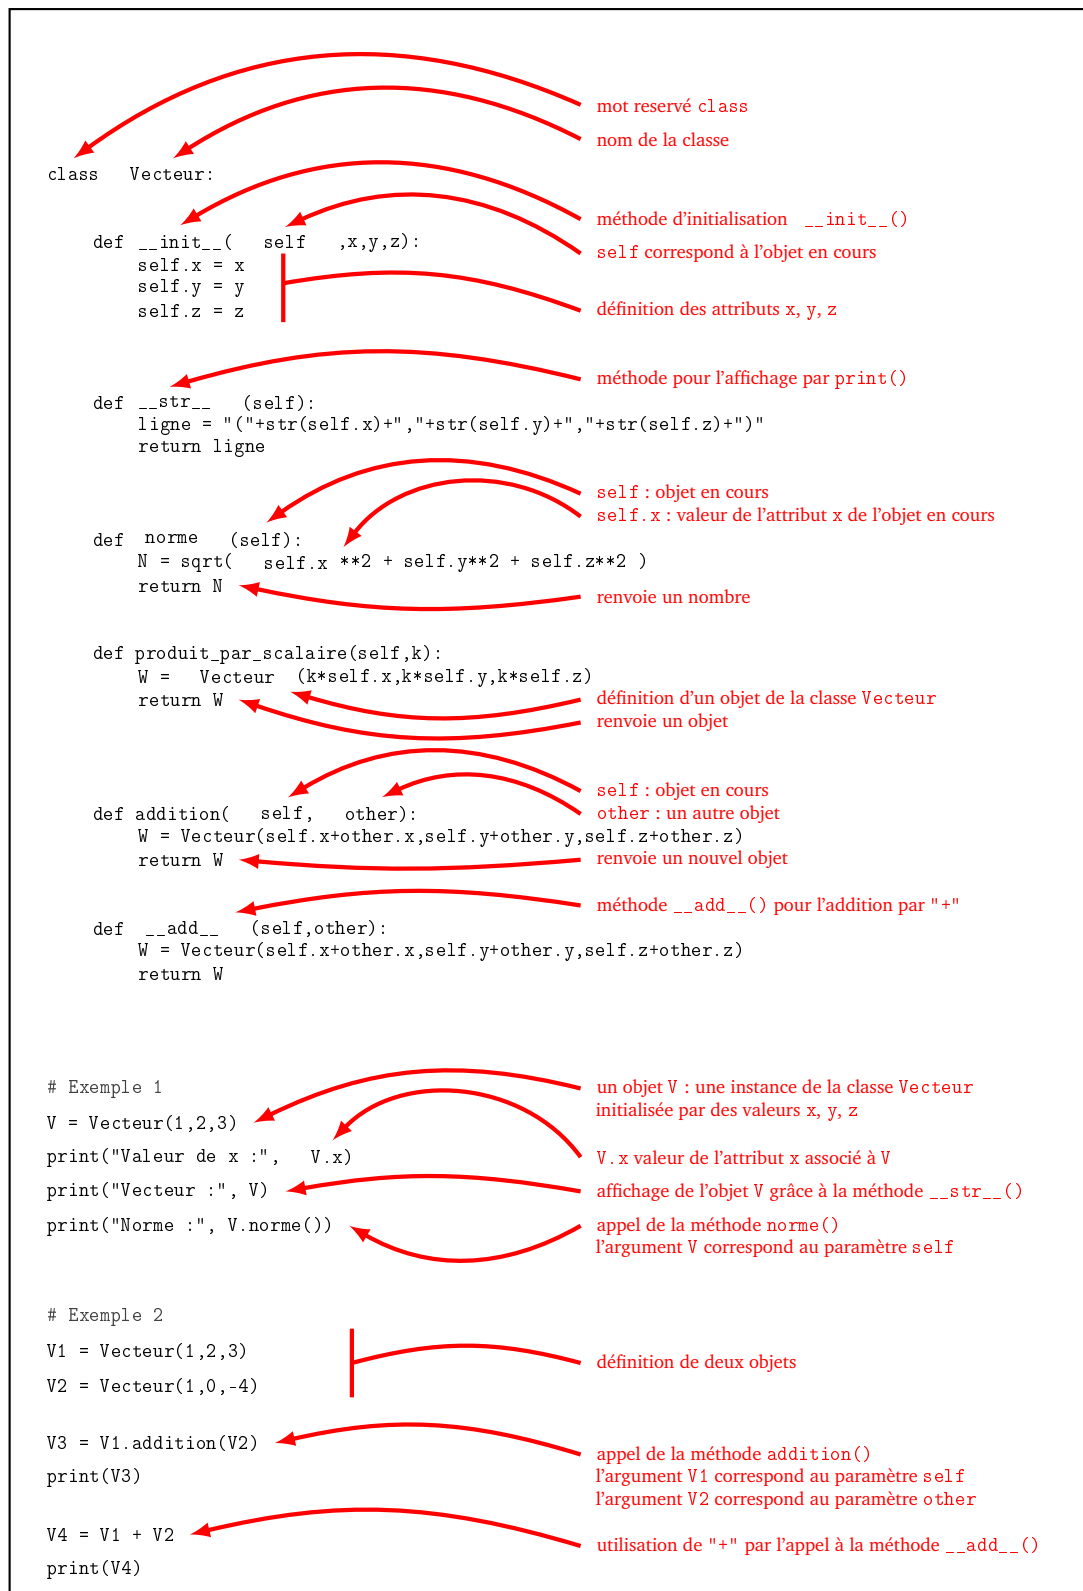 mot reservé class
nom de la classe
class Vecteur:
méthode d'initialisation __init__()
def __init__( self ,x,y,z):
self correspond à l'objet en cours
self.x = x
self.y = y
self.z = z
définition des attributs x, y, z
méthode pour l'affichage par print()
def __str__ (self):
ligne = "("+str(self.x)+","+str(self.y)+","+str(self.z)+")"
return ligne
self : objet en cours
self.x : valeur de l'attribut x de l'objet en cours
def norme (self):
N = sqrt( self.x **2 + self.y**2 + self.z**2 )
return N
renvoie un nombre
def produit_par_scalaire(self,k):
W = Vecteur (k*self.x,k*self.y,k*self.z)
return W
définition d'un objet de la classe Vecteur
renvoie un objet
self : objet en cours
other : un autre objet
def addition( self, other):
W = Vecteur(self.x+other.x,self.y+other.y,self.z+other.z)
return W
renvoie un nouvel objet
méthode __add__() pour l'addition par "+"
def __add__ (self,other):
W = Vecteur(self.x+other.x,self.y+other.y,self.z+other.z)
return W
# Exemple 1
un objet V : une instance de la classe Vecteur
initialisée par des valeurs x, y, z
V = Vecteur(1,2,3)
print("Valeur de x :", V.x)
V.x valeur de l'attribut x associé à V
print("Vecteur :", V)
affichage de l'objet V grâce à la méthode __str__()
print("Norme :", V.norme())
appel de la méthode norme()
l'argument V correspond au paramètre self
# Exemple 2
V1 = Vecteur(1,2,3)
définition de deux objets
V2 = Vecteur(1,0,-4)
V3 = V1.addition(V2)
appel de la méthode addition()
print(V3)
l'argument V1 correspond au paramètre self
l'argument V2 correspond au paramètre other
V4 = V1 + V2
utilisation de "+" par l'appel à la méthode __add__()
print(V4)